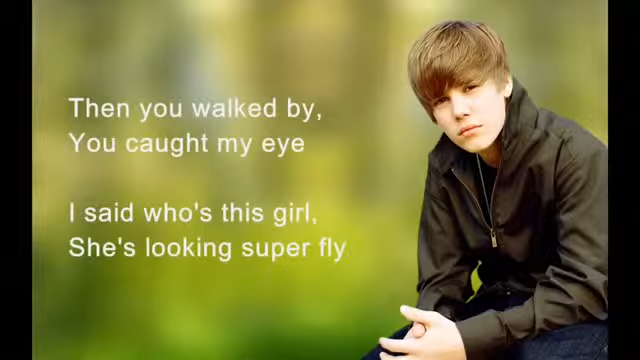 Then you walked by,
You caught my eye
I said who's this girl,
She's looking super fly